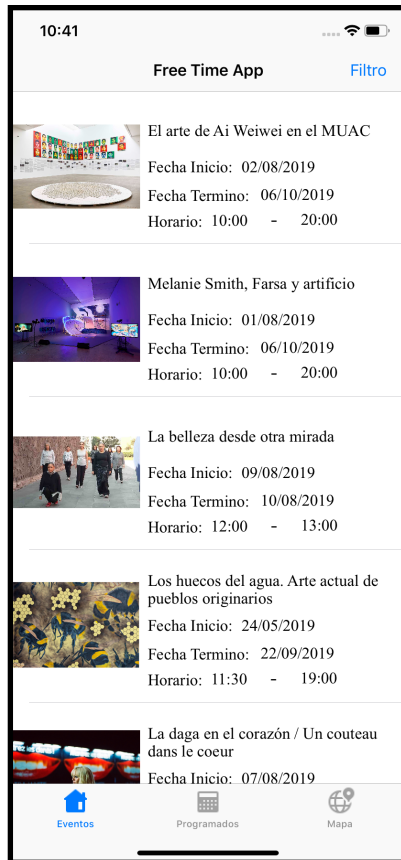 10:41
Free Time App
Filtro
El arte de Ai Weiwei en el MUAC
Fecha Inicio: 02/08/2019
Fecha Termino: 06/10/2019
Horario: 10:00 - 20:00
Melanie Smith, Farsa y artificio
Fecha Inicio: 01/08/2019
Fecha Termino: 06/10/2019
Horario: 10:00 - 20:00
La belleza desde otra mirada
Fecha Inicio: 09/08/2019
Fecha Termino: 10/08/2019
Horario: 12:00 - 13:00
Los huecos del agua. Arte actual de
pueblos originarios
Fecha Inicio: 24/05/2019
Fecha Termino: 22/09/2019
Horario: 11:30 - 19:00
La daga en el corazón / Un couteau
dans le coeur
Fecha Inicio: 07/08/2019
Eventos
Programados
Mapa